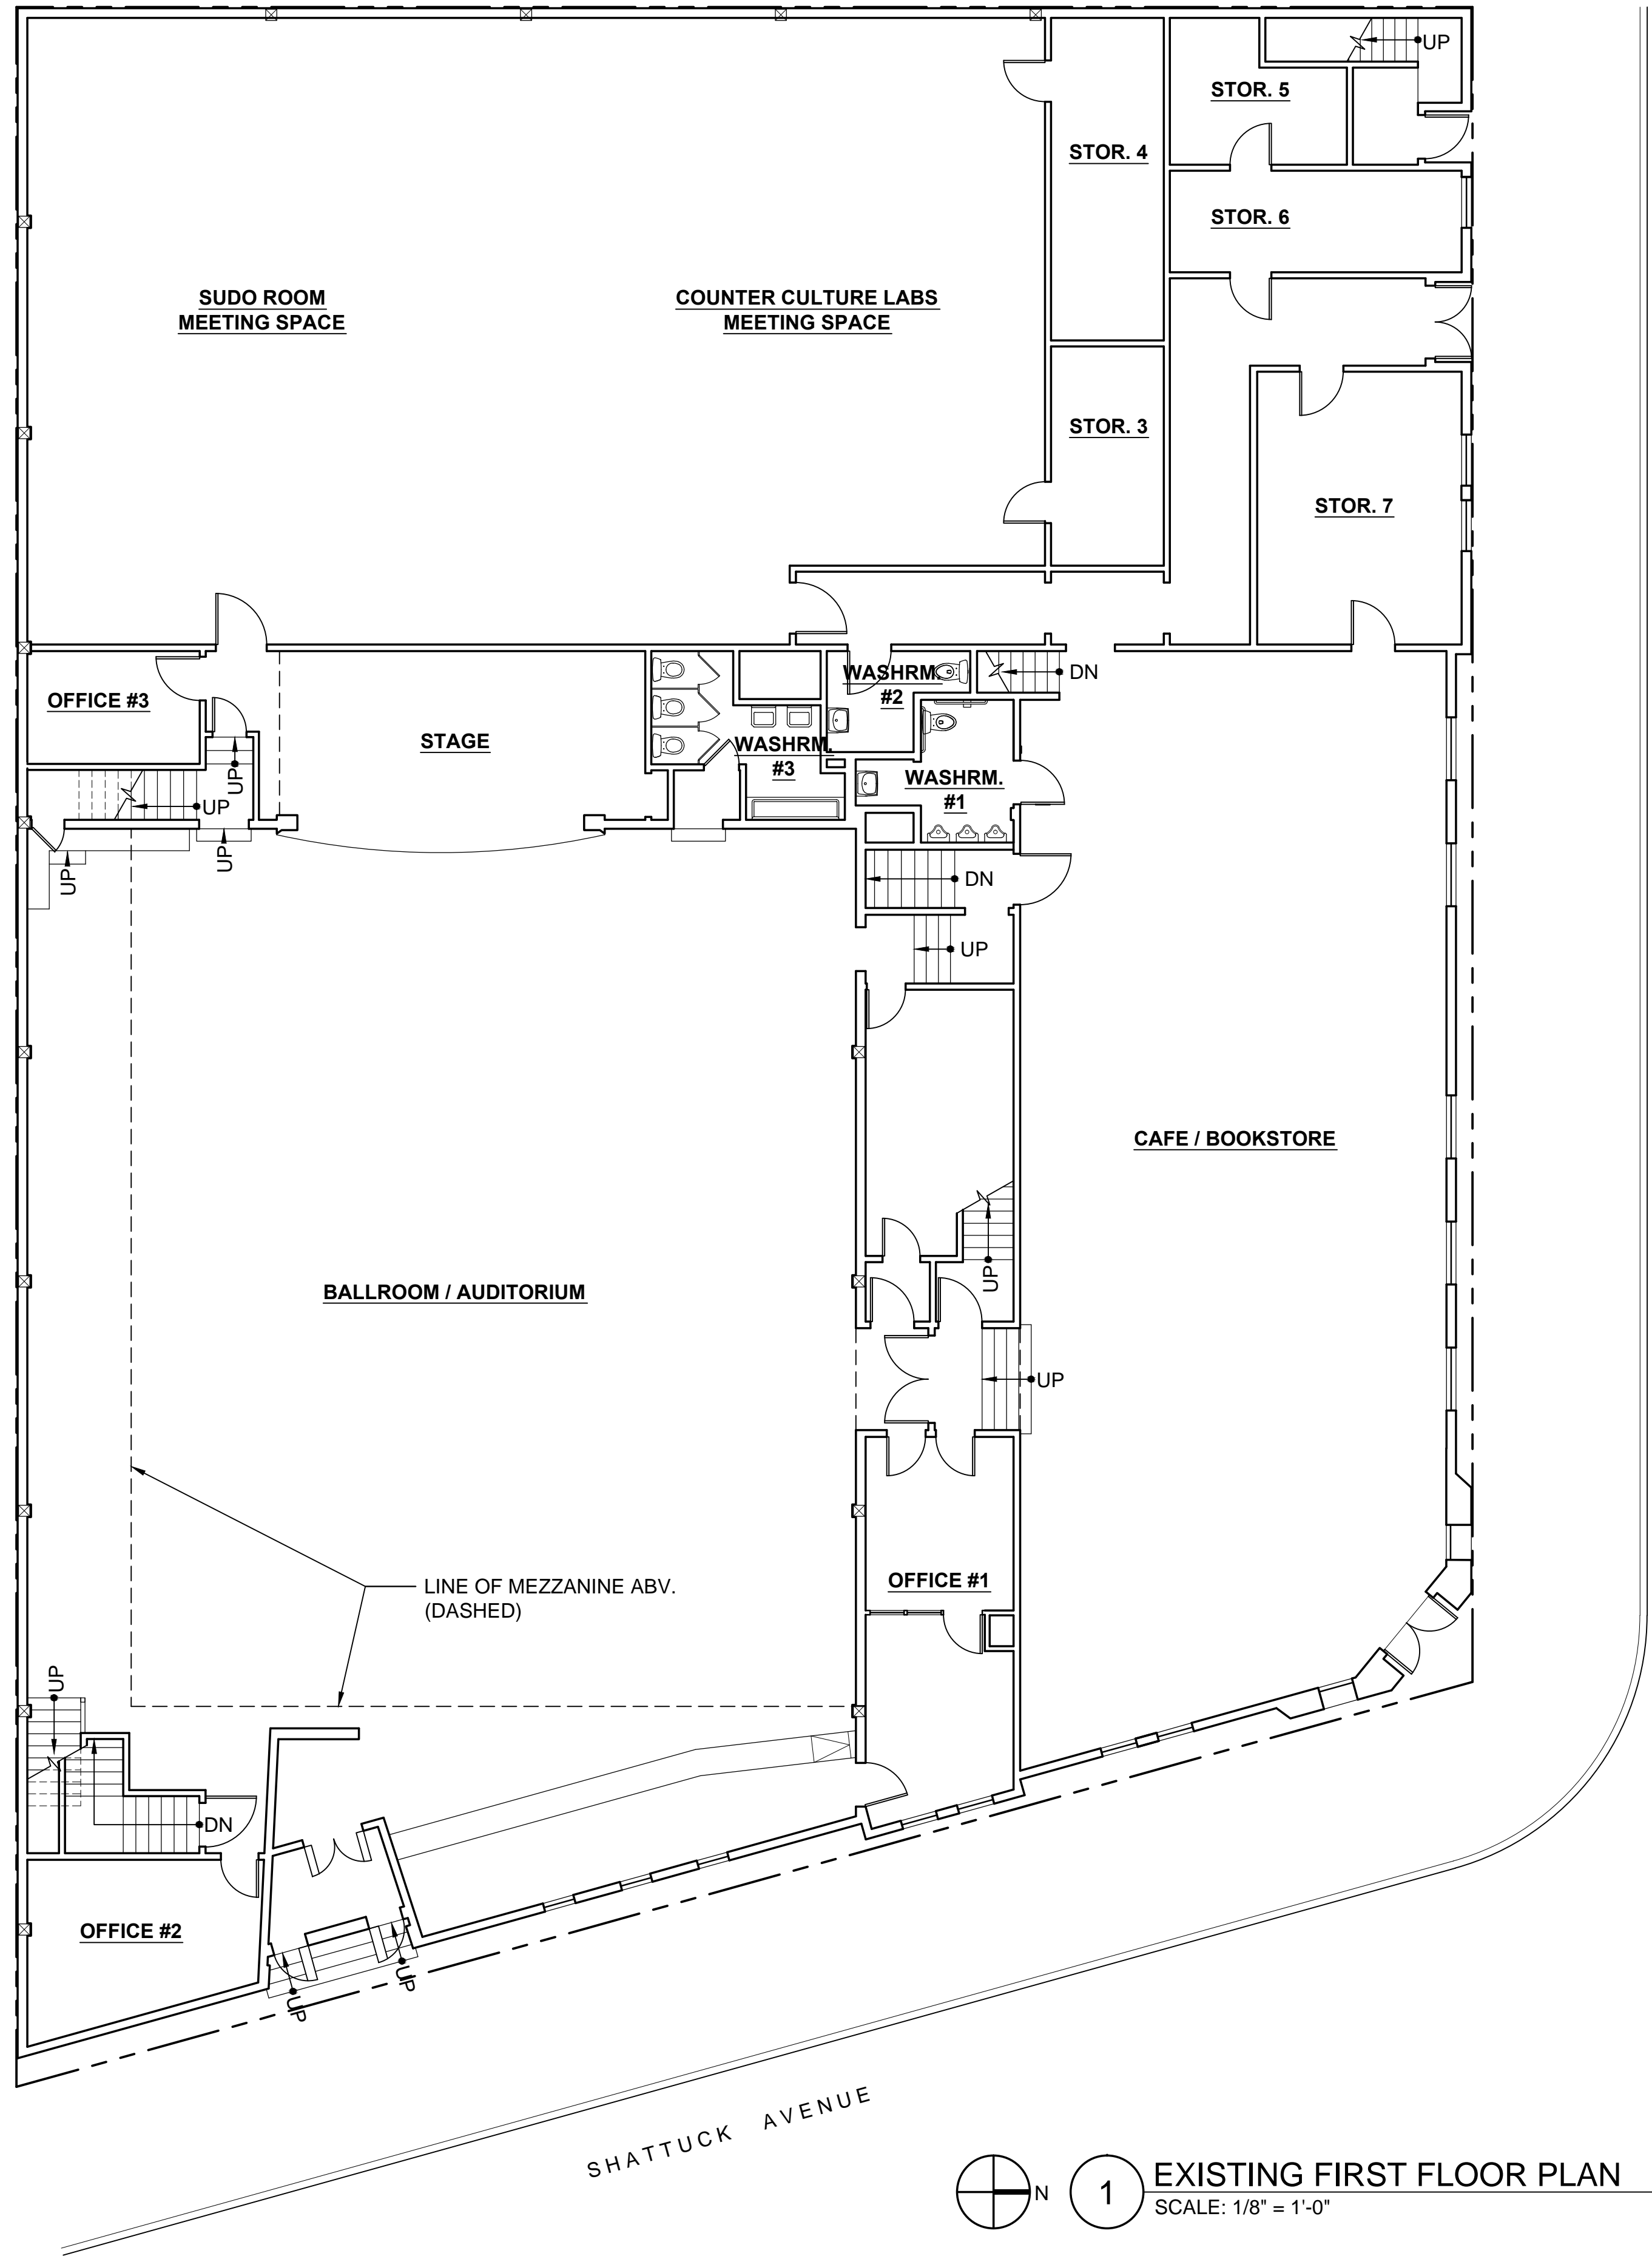 UP
STOR. 5
STOR. 4
STOR. 6
SUDO ROOM
MEETING SPACE
COUNTER CULTURE LABS
MEETING SPACE
STOR. 3
STOR. 7
WASHRM.
#2
DN
OFFICE #3
STAGE
WASHRM.
#3
UP
UP
WASHRM.
#1
UP
UP
DN
UP
CAFE / BOOKSTORE
UP
BALLROOM / AUDITORIUM
UP
OFFICE #1
LINE OF MEZZANINE ABV.
(DASHED)
UP
DN
OFFICE #2
UP
UP
SHATTUCK AVENUE
N
1
EXISTING FIRST FLOOR PLAN
SCALE: 1/8" = 1'-0"